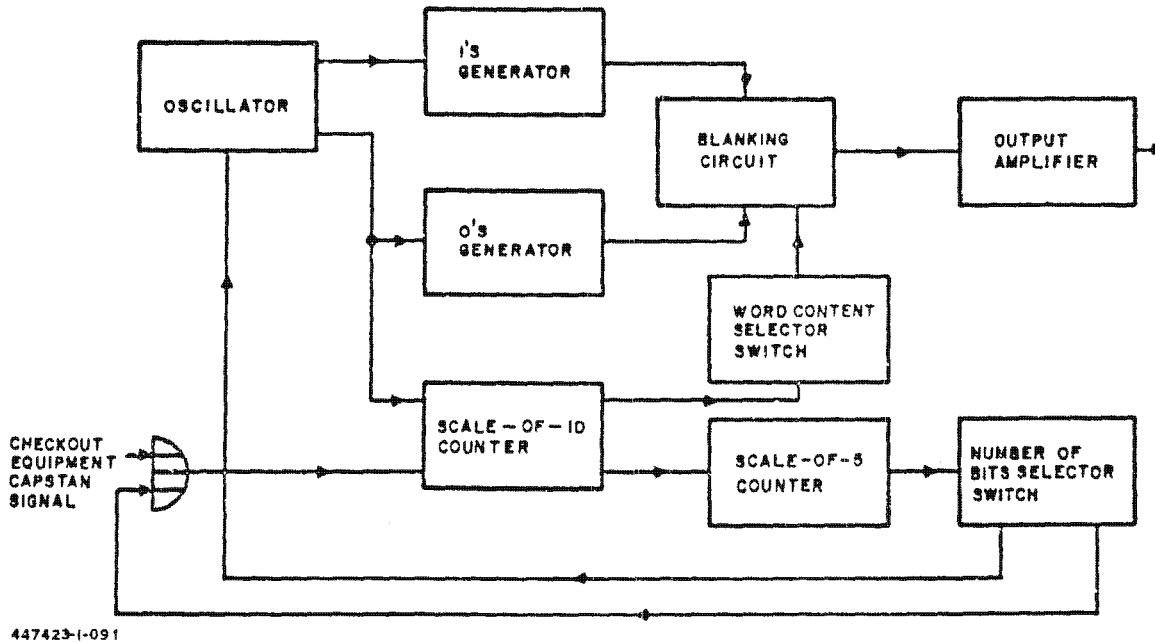 I'S
GENERATOR
OSCILLATOR
BLANKING
CIRCUIT
OUTPUT
AMPLIFIER
O'S
GENERATOR
WORD CONTENT
SELECTOR
SWITCH
SCALE-OF-10
COUNTER
CHECKOUT
EQUIPMENT
CAPSTAN
SIGNAL
SCALE-OF-5
COUNTER
NUMBER OF
BITS SELECTOR
SWITCH
447423-1-091